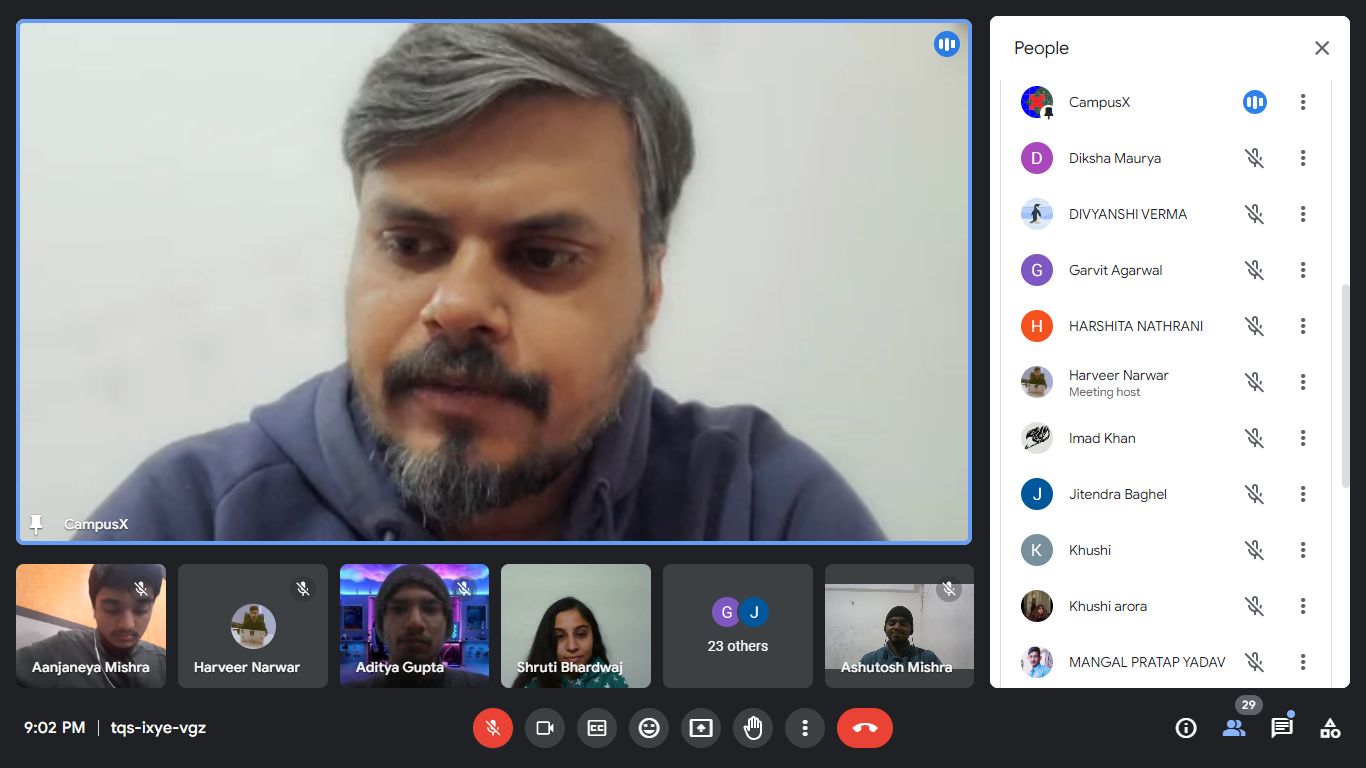 CampusX
Aanjaneya Mishra
Harveer Narwar
Aditya Gupta
Shruti Bhardwaj
G J
23 others
Ashutosh Mishra
9:02 PM | tqs-ixye-vgz
CC
People
CampusX
D Diksha Maurya
DIVYANSHI VERMA
G Garvit Agarwal
H HARSHITA NATHRANI
Harveer Narwar
Meeting host
Imad Khan
J Jitendra Baghel
K Khushi
Khushi arora
MANGAL PRATAP YADAV
29